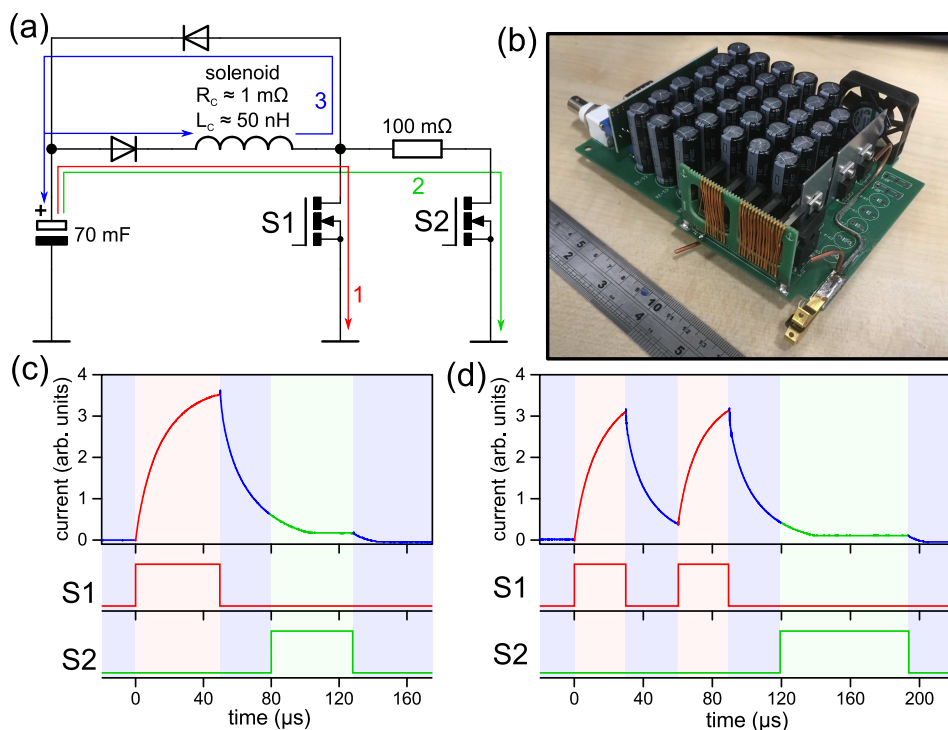 (a)
solenoid
R_C ≈ 1 mΩ
L_C ≈ 50 nH
3
100 mΩ
2
+
70 mF
S1
S2
1
(b)
(c)
4
3
2
1
0
current (arb. units)
S1
S2
0
40
80
120
160
time (µs)
(d)
4
3
2
1
0
current (arb. units)
S1
S2
0
40
80
120
160
200
time (µs)